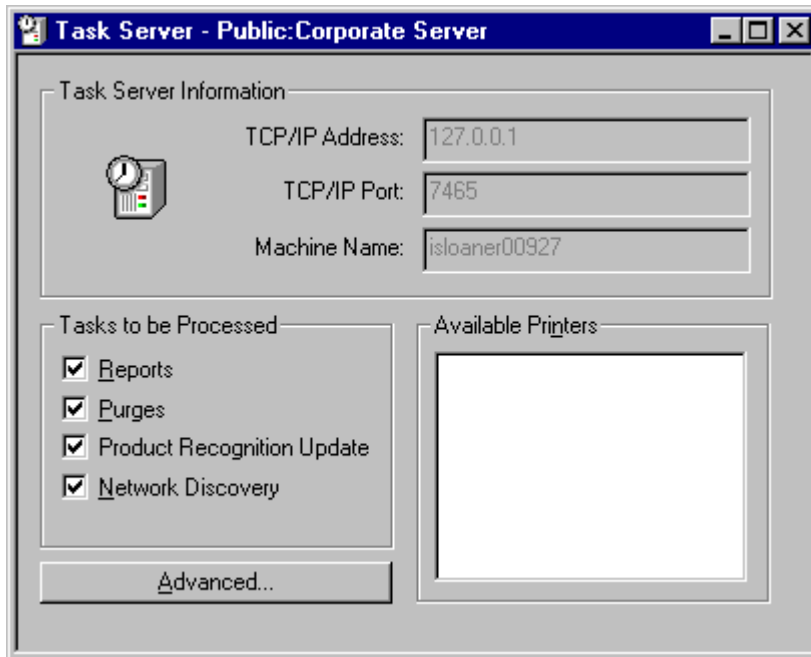 Task Server - Public:Corporate Server
Task Server Information
TCP/IP Address: 127.0.0.1
TCP/IP Port: 7465
Machine Name: isloaner00927
Tasks to be Processed
Reports
Purges
Product Recognition Update
Network Discovery
Advanced...
Available Printers